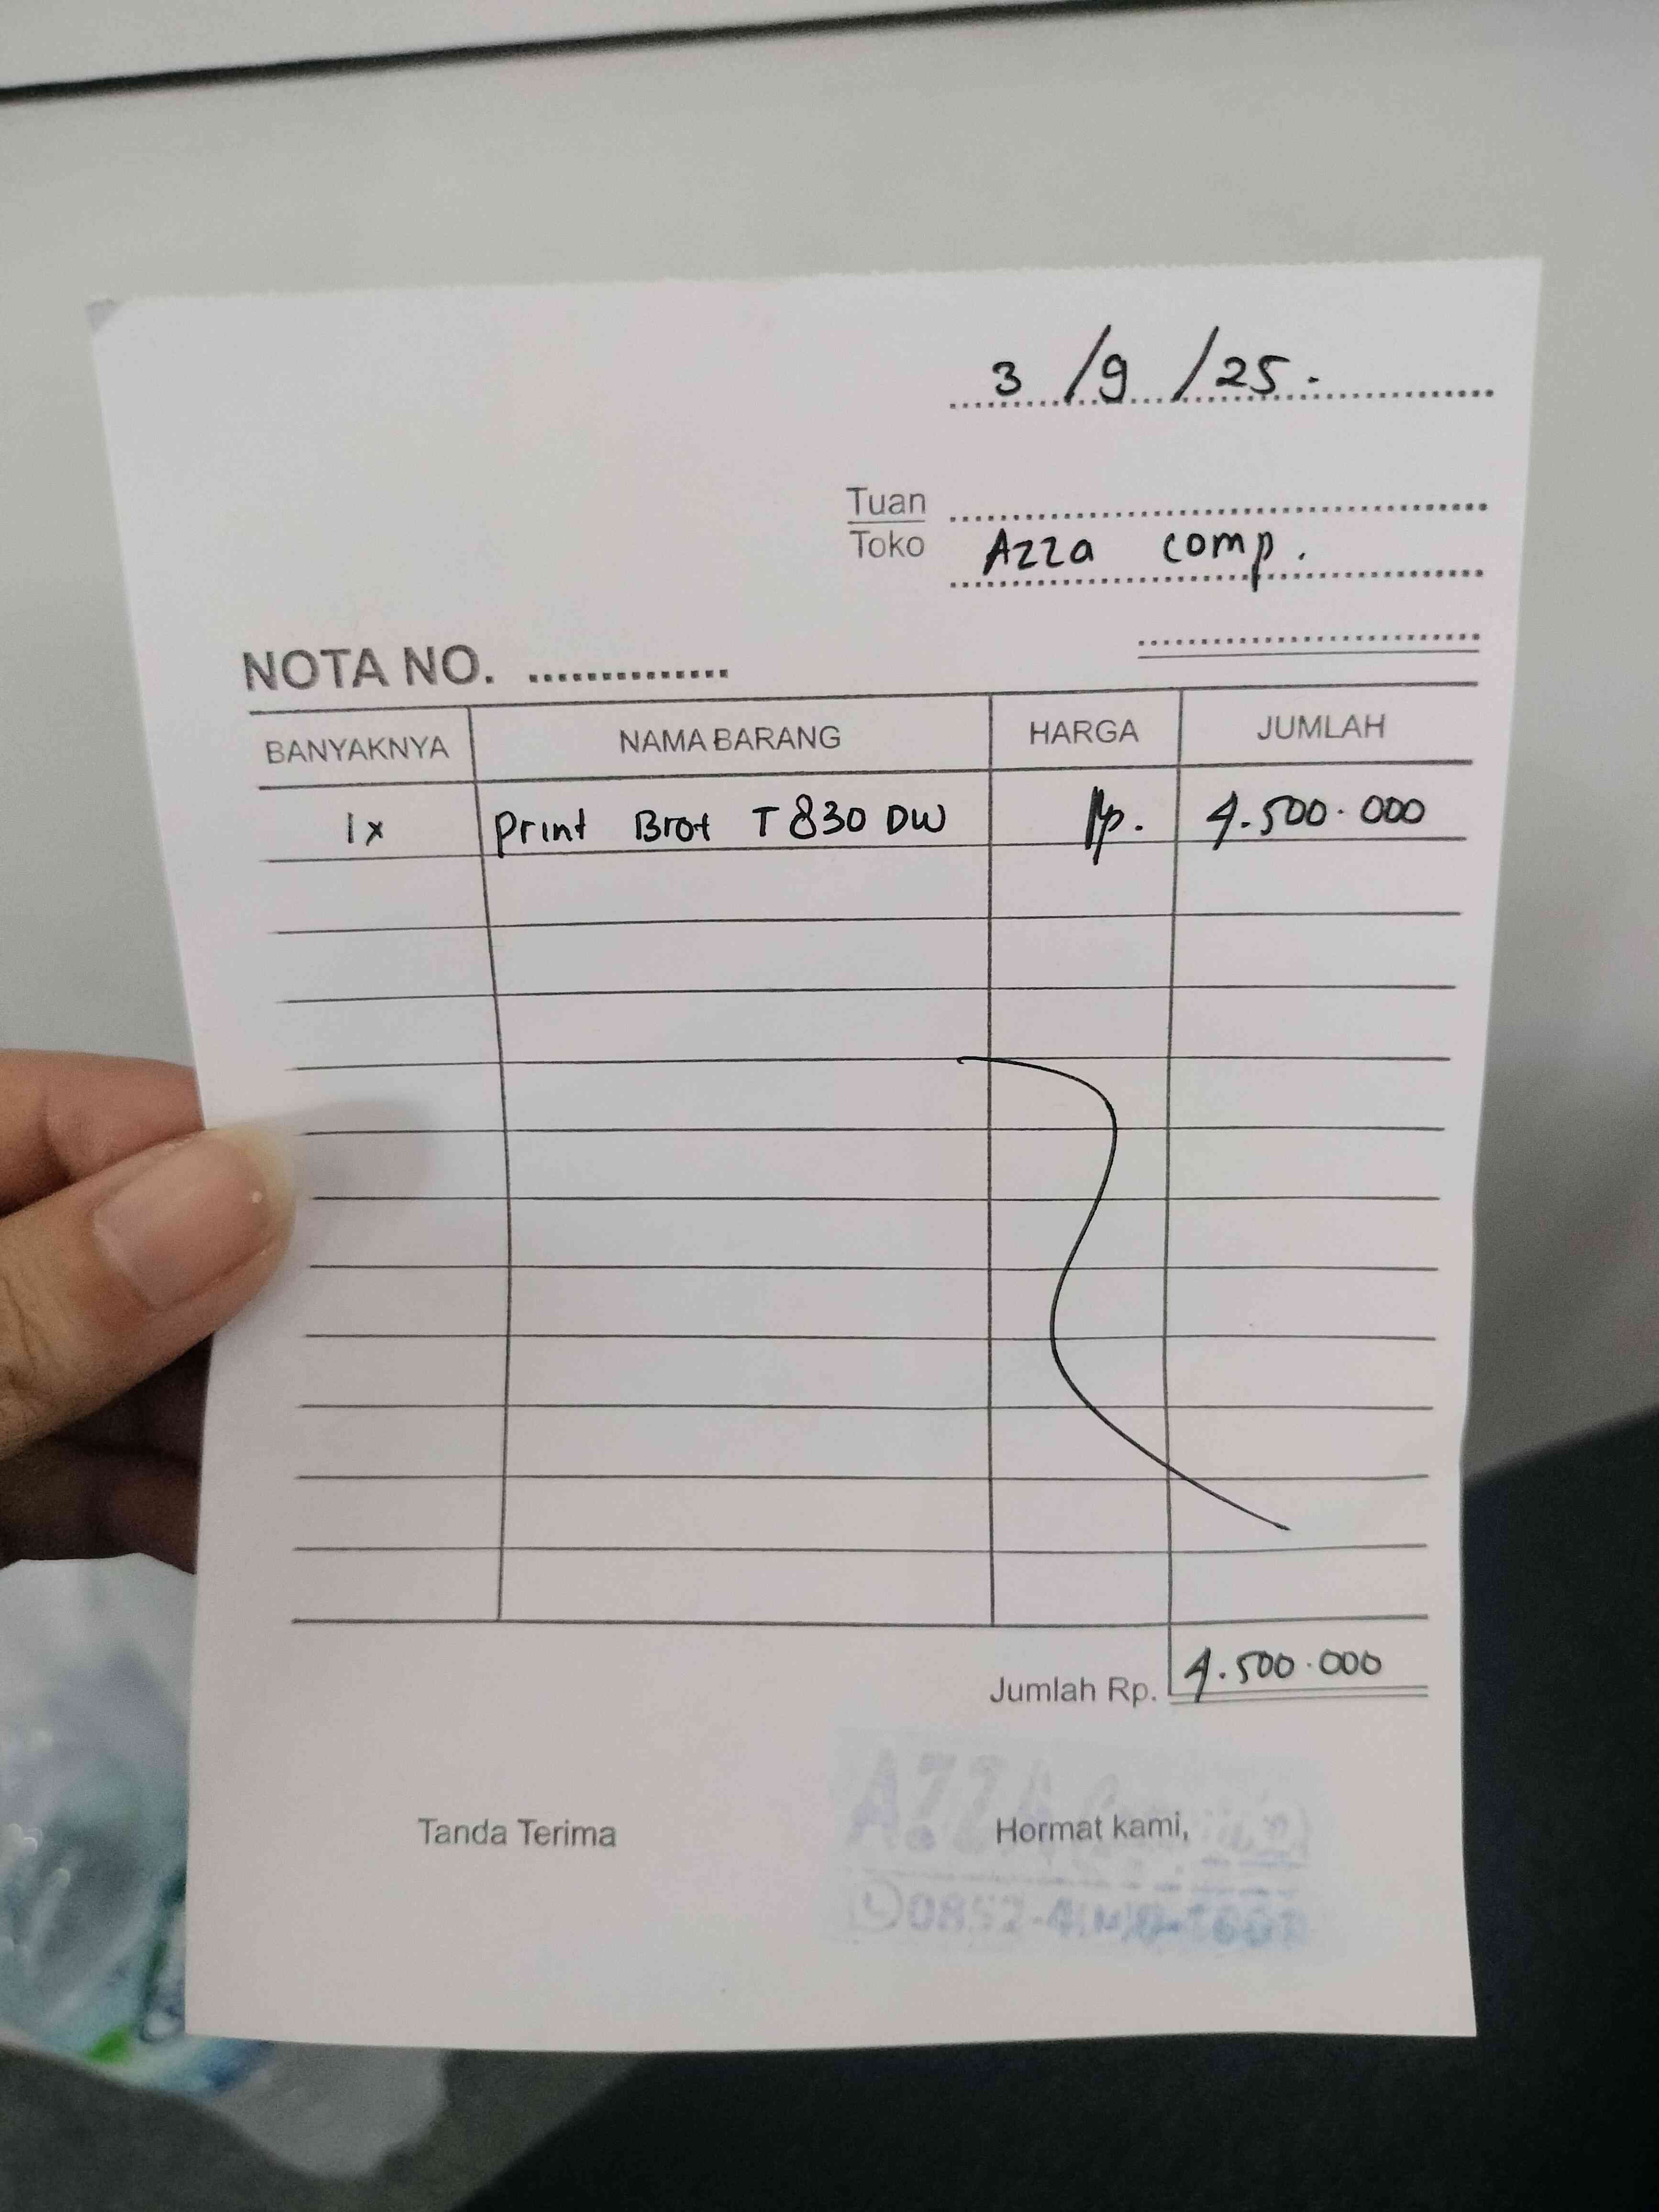 3/9/25.
Tuan
Toko Azza comp.
NOTA NO. ..............
BANYAKNYA NAMA BARANG HARGA JUMLAH
1x Print Brot T830 DW Rp. 4.500.000
Jumlah Rp. 4.500.000
Tanda Terima Hormat kami,
AZZA